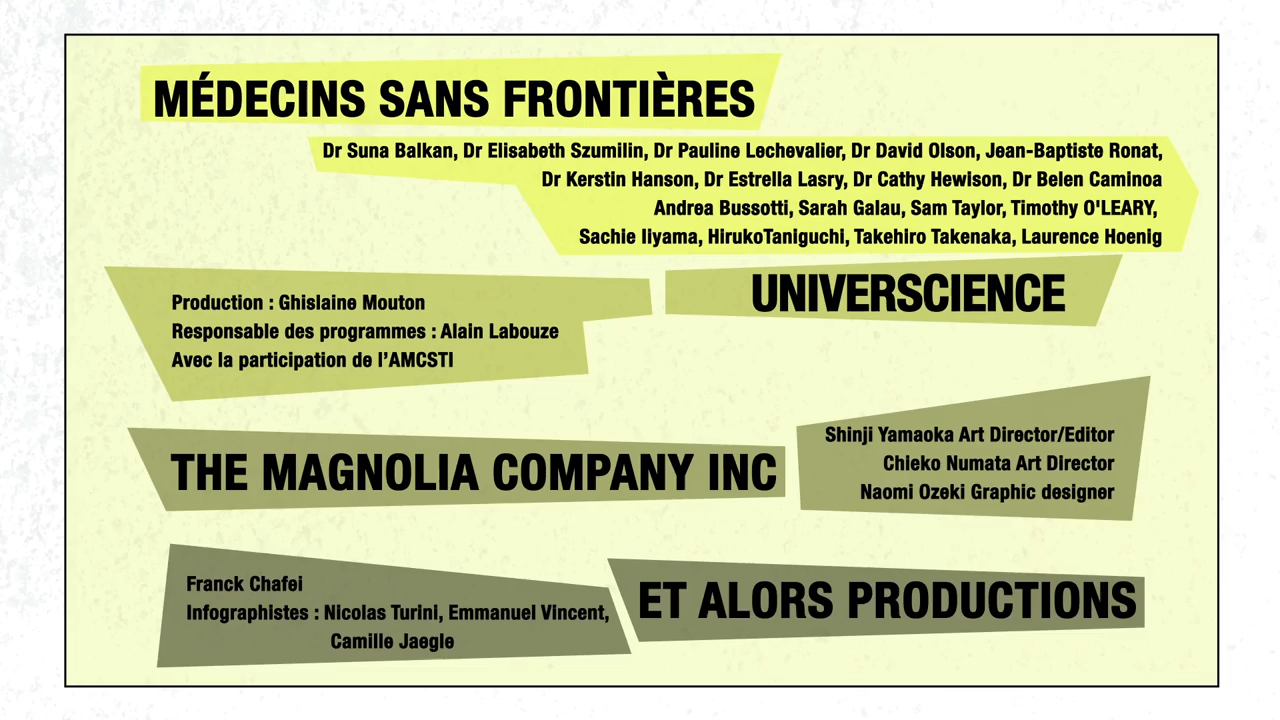 MÉDECINS SANS FRONTIÈRES
Dr Suna Balkan, Dr Elisabeth Szumilin, Dr Pauline Lechevalier, Dr David Olson, Jean-Baptiste Ronat,
Dr Kerstin Hanson, Dr Estrella Lasry, Dr Cathy Hewison, Dr Belen Caminoa
Andrea Bussotti, Sarah Galau, Sam Taylor, Timothy O'LEARY,
Sachie Iiyama, HirukoTaniguchi, Takehiro Takenaka, Laurence Hoenig
UNIVERSCIENCE
Production : Ghislaine Mouton
Responsable des programmes : Alain Labouze
Avec la participation de l’AMCSTI
THE MAGNOLIA COMPANY INC
Shinji Yamaoka Art Director/Editor
Chieko Numata Art Director
Naomi Ozeki Graphic designer
ET ALORS PRODUCTIONS
Franck Chafei
Infographistes : Nicolas Turini, Emmanuel Vincent,
Camille Jaegle